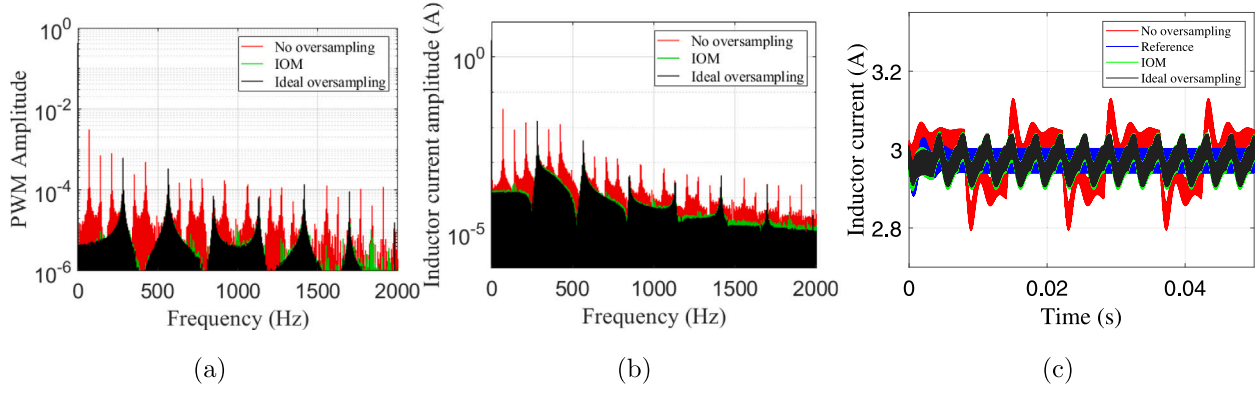 10^0
10^-2
10^-4
10^-6
PWM Amplitude
No oversampling
IOM
Ideal oversampling
0 500 1000 1500 2000
Frequency (Hz)
(a)
Inductor current amplitude (A)
10^0
10^-5
No oversampling
IOM
Ideal oversampling
0 500 1000 1500 2000
Frequency (Hz)
(b)
Inductor current (A)
3.2
3
2.8
No oversampling
Reference
IOM
Ideal oversampling
0 0.02 0.04
Time (s)
(c)